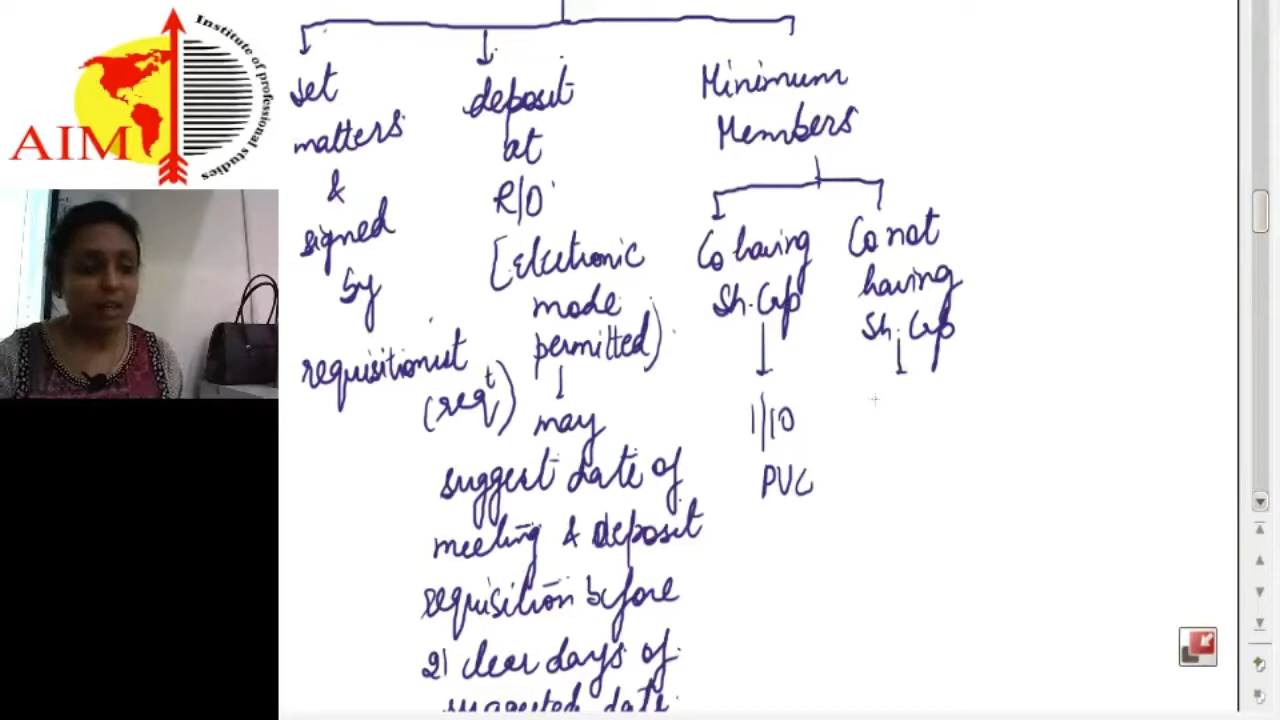 AIM
Institute of professional studies
set
matters
&
signed
by
requisitionist
(reqt)
deposit
at
R/O
[Electronic
mode
permitted)
may
suggest date of
meeting & deposit
requisition before
21 clear days of
suggested date.
Minimum
Members
Co having
Sh. Cap
1/10
PUC
Co not
having
Sh. Cap